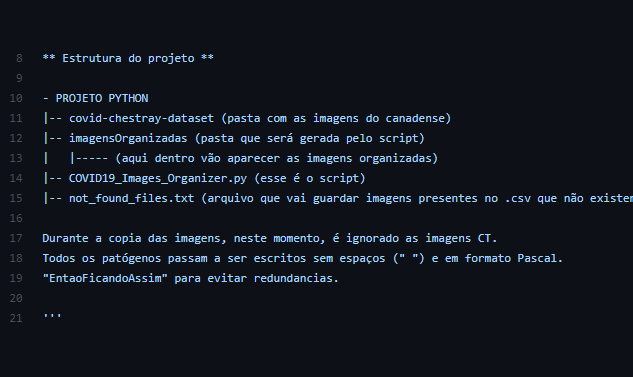 8 ** Estrutura do projeto **
9
10 - PROJETO PYTHON
11 |-- covid-chestray-dataset (pasta com as imagens do canadense)
12 |-- imagensOrganizadas (pasta que será gerada pelo script)
13 |   |----- (aqui dentro vão aparecer as imagens organizadas)
14 |-- COVID19_Images_Organizer.py (esse é o script)
15 |-- not_found_files.txt (arquivo que vai guardar imagens presentes no .csv que não existem
16
17 Durante a copia das imagens, neste momento, é ignorado as imagens CT.
18 Todos os patógenos passam a ser escritos sem espaços (" ") e em formato Pascal.
19 "EntaoFicandoAssim" para evitar redundancias.
20
21 '''